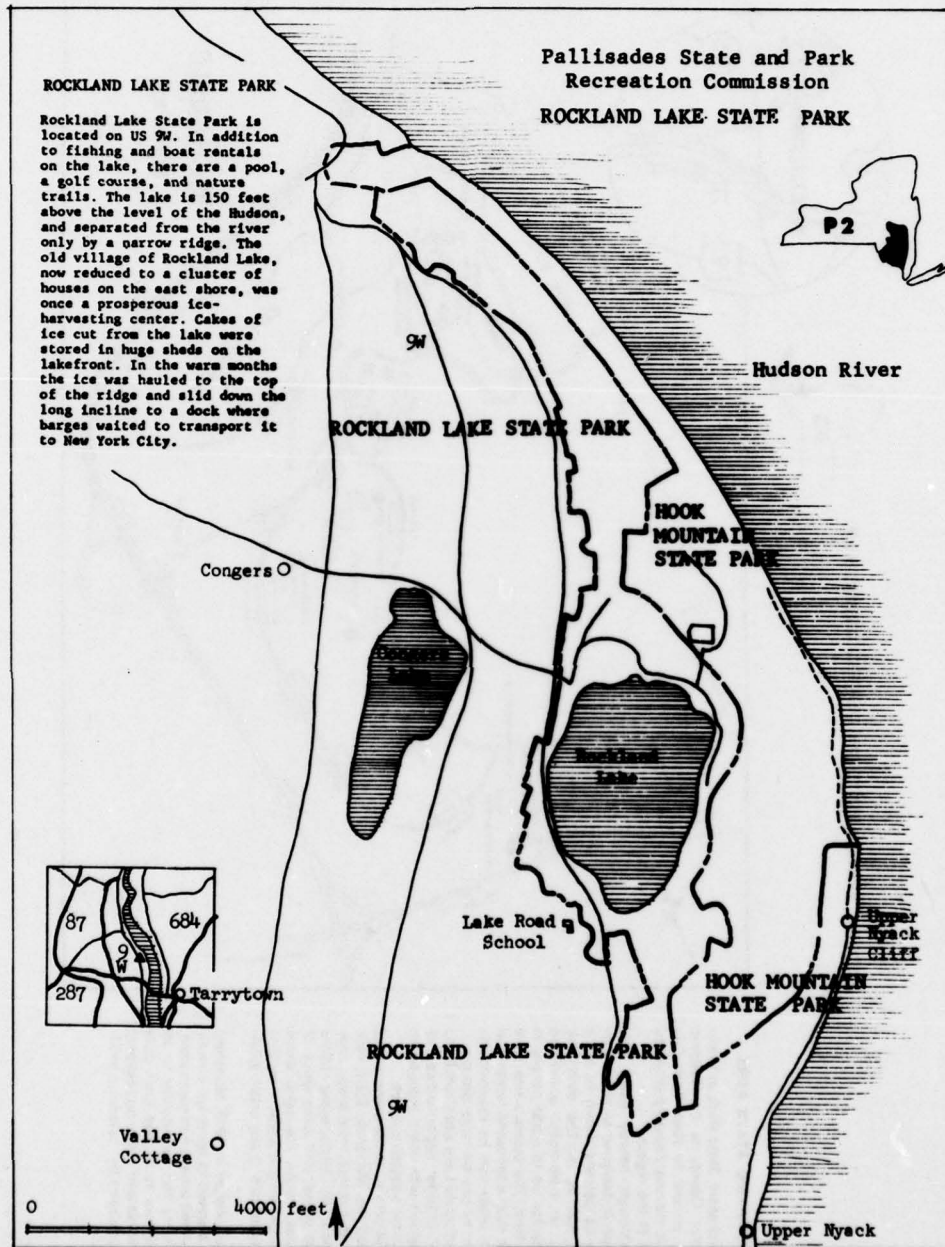 Pallisades State and Park
Recreation Commission
ROCKLAND LAKE STATE PARK
ROCKLAND LAKE STATE PARK
Rockland Lake State Park is
located on US 9W. In addition
to fishing and boat rentals
on the lake, there are a pool,
a golf course, and nature
trails. The lake is 150 feet
above the level of the Hudson,
and separated from the river
only by a narrow ridge. The
old village of Rockland Lake,
now reduced to a cluster of
houses on the east shore, was
once a prosperous ice-
harvesting center. Cakes of
ice cut from the lake were
stored in huge sheds on the
lakefront. In the warm months
the ice was hauled to the top
of the ridge and slid down the
long incline to a dock where
barges waited to transport it
to New York City.
P2
9W
Hudson River
ROCKLAND LAKE STATE PARK
HOOK
MOUNTAIN
STATE PARK
Congers
Congers
Lake
Rockland
Lake
87
684
9
W
287
Tarrytown
Lake Road
School
Upper
Nyack
Cliff
HOOK MOUNTAIN
STATE PARK
ROCKLAND LAKE STATE PARK
9W
Valley
Cottage
0
4000 feet
Upper Nyack